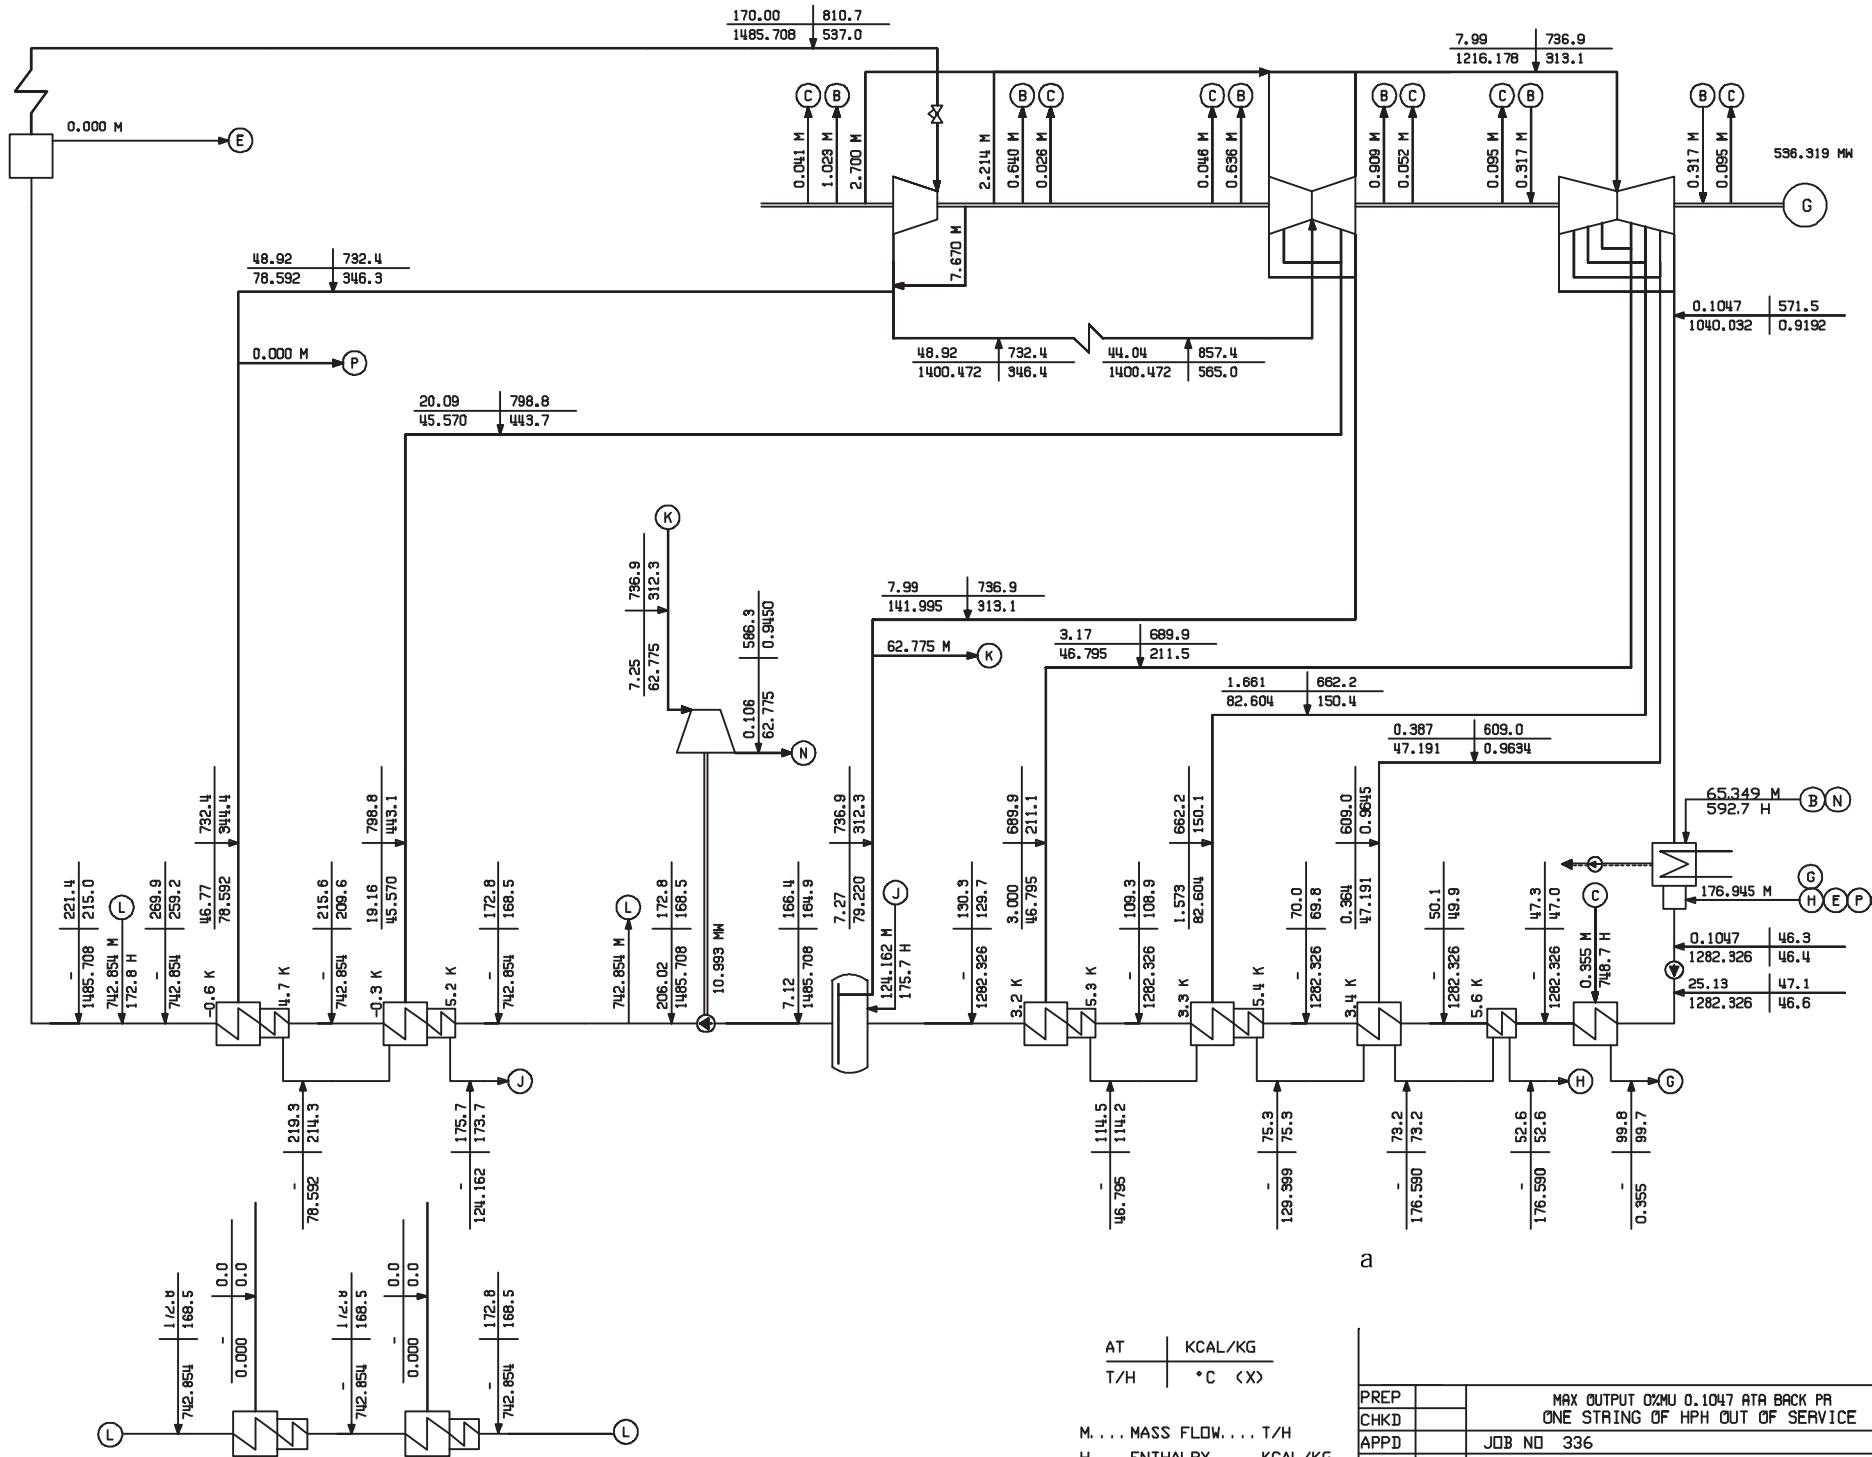 170.00 810.7
1485.708 537.0
7.99 736.9
1216.178 313.1
0.000 M E
C B
0.041 M
1.023 M
2.700 M
2.214 M
B C
0.640 M
0.026 M
C B
0.046 M
0.636 M
B C
0.909 M
0.052 M
C B
0.095 M
0.317 M
B C
0.317 M
0.095 M
536.319 MW
G
7.670 M
48.92 732.4
78.592 346.3
0.000 M P
48.92 732.4
1400.472 346.4
44.04 857.4
1400.472 565.0
0.1047 571.5
1040.032 0.9192
20.09 798.8
45.570 443.7
K
736.9
312.3
7.25
62.775
586.3
0.9450
0.106
62.775
N
7.99 736.9
141.995 313.1
62.775 M K
3.17 689.9
46.795 211.5
1.661 662.2
82.604 150.4
0.387 609.0
47.191 0.9634
65.349 M B N
592.7 H
176.945 M G
H E P
0.1047 46.3
1282.326 46.4
25.13 47.1
1282.326 46.6
221.4
215.0
-
1485.708
L
742.854 M
172.8 H
269.9
259.2
-
742.854
732.4
344.4
46.77
78.592
-0.6 K
4.7 K
215.6
209.6
-
742.854
798.8
443.1
19.16
45.570
-0.3 K
5.2 K
172.8
168.5
-
742.854
L
742.854 M
172.8
168.5
206.02
1485.708
10.993 MW
166.4
164.9
7.12
1485.708
736.9
312.3
7.27
79.220
J
124.162 M
175.7 H
130.3
129.7
-
1282.326
689.9
211.1
3.000
46.795
3.2 K
5.3 K
109.3
108.9
-
1282.326
662.2
150.1
1.573
82.604
3.3 K
5.4 K
70.0
69.8
-
1282.326
609.0
0.9645
0.364
47.191
3.4 K
50.1
49.9
-
1282.326
5.6 K
47.3
47.0
-
1282.326
C
0.355 M
748.7 H
219.3
214.3
-
78.592
J
175.7
173.7
-
124.162
114.5
114.2
-
46.795
75.3
75.3
-
129.399
73.2
73.2
-
176.590
H
52.6
52.6
-
176.590
G
99.8
99.7
-
0.355
a
L
172.8
168.5
-
742.854
0.0
0.0
-
0.000
172.8
168.5
-
742.854
0.0
0.0
-
0.000
172.8
168.5
-
742.854
L
AT KCAL/KG
T/H °C (X)
M.... MASS FLOW.... T/H
PREP
CHKD
APPD
MAX OUTPUT 0%MU 0.1047 ATA BACK PR
ONE STRING OF HPH OUT OF SERVICE
JOB NO 336